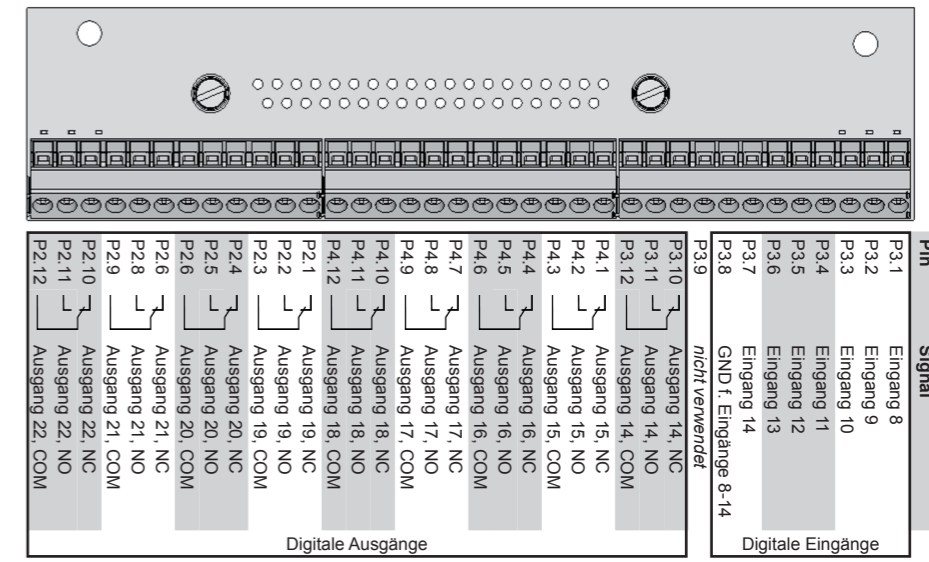 Pin Signal
P3.1 Eingang 8
P3.2 Eingang 9
P3.3 Eingang 10
P3.4 Eingang 11
P3.5 Eingang 12
P3.6 Eingang 13
P3.7 Eingang 14
P3.8 GND f. Eingänge 8-14
P3.9 nicht verwendet
P3.10 Ausgang 14, NC
P3.11 Ausgang 14, NO
P3.12 Ausgang 14, COM
P4.1 Ausgang 15, NC
P4.2 Ausgang 15, NO
P4.3 Ausgang 15, COM
P4.4 Ausgang 16, NC
P4.5 Ausgang 16, NO
P4.6 Ausgang 16, COM
P4.7 Ausgang 17, NC
P4.8 Ausgang 17, NO
P4.9 Ausgang 17, COM
P4.10 Ausgang 18, NC
P4.11 Ausgang 18, NO
P4.12 Ausgang 18, COM
P2.1 Ausgang 19, NC
P2.2 Ausgang 19, NO
P2.3 Ausgang 19, COM
P2.4 Ausgang 20, NC
P2.5 Ausgang 20, NO
P2.6 Ausgang 20, COM
P2.6 Ausgang 21, NC
P2.8 Ausgang 21, NO
P2.9 Ausgang 21, COM
P2.10 Ausgang 22, NC
P2.11 Ausgang 22, NO
P2.12 Ausgang 22, COM
Digitale Ausgänge
Digitale Eingänge